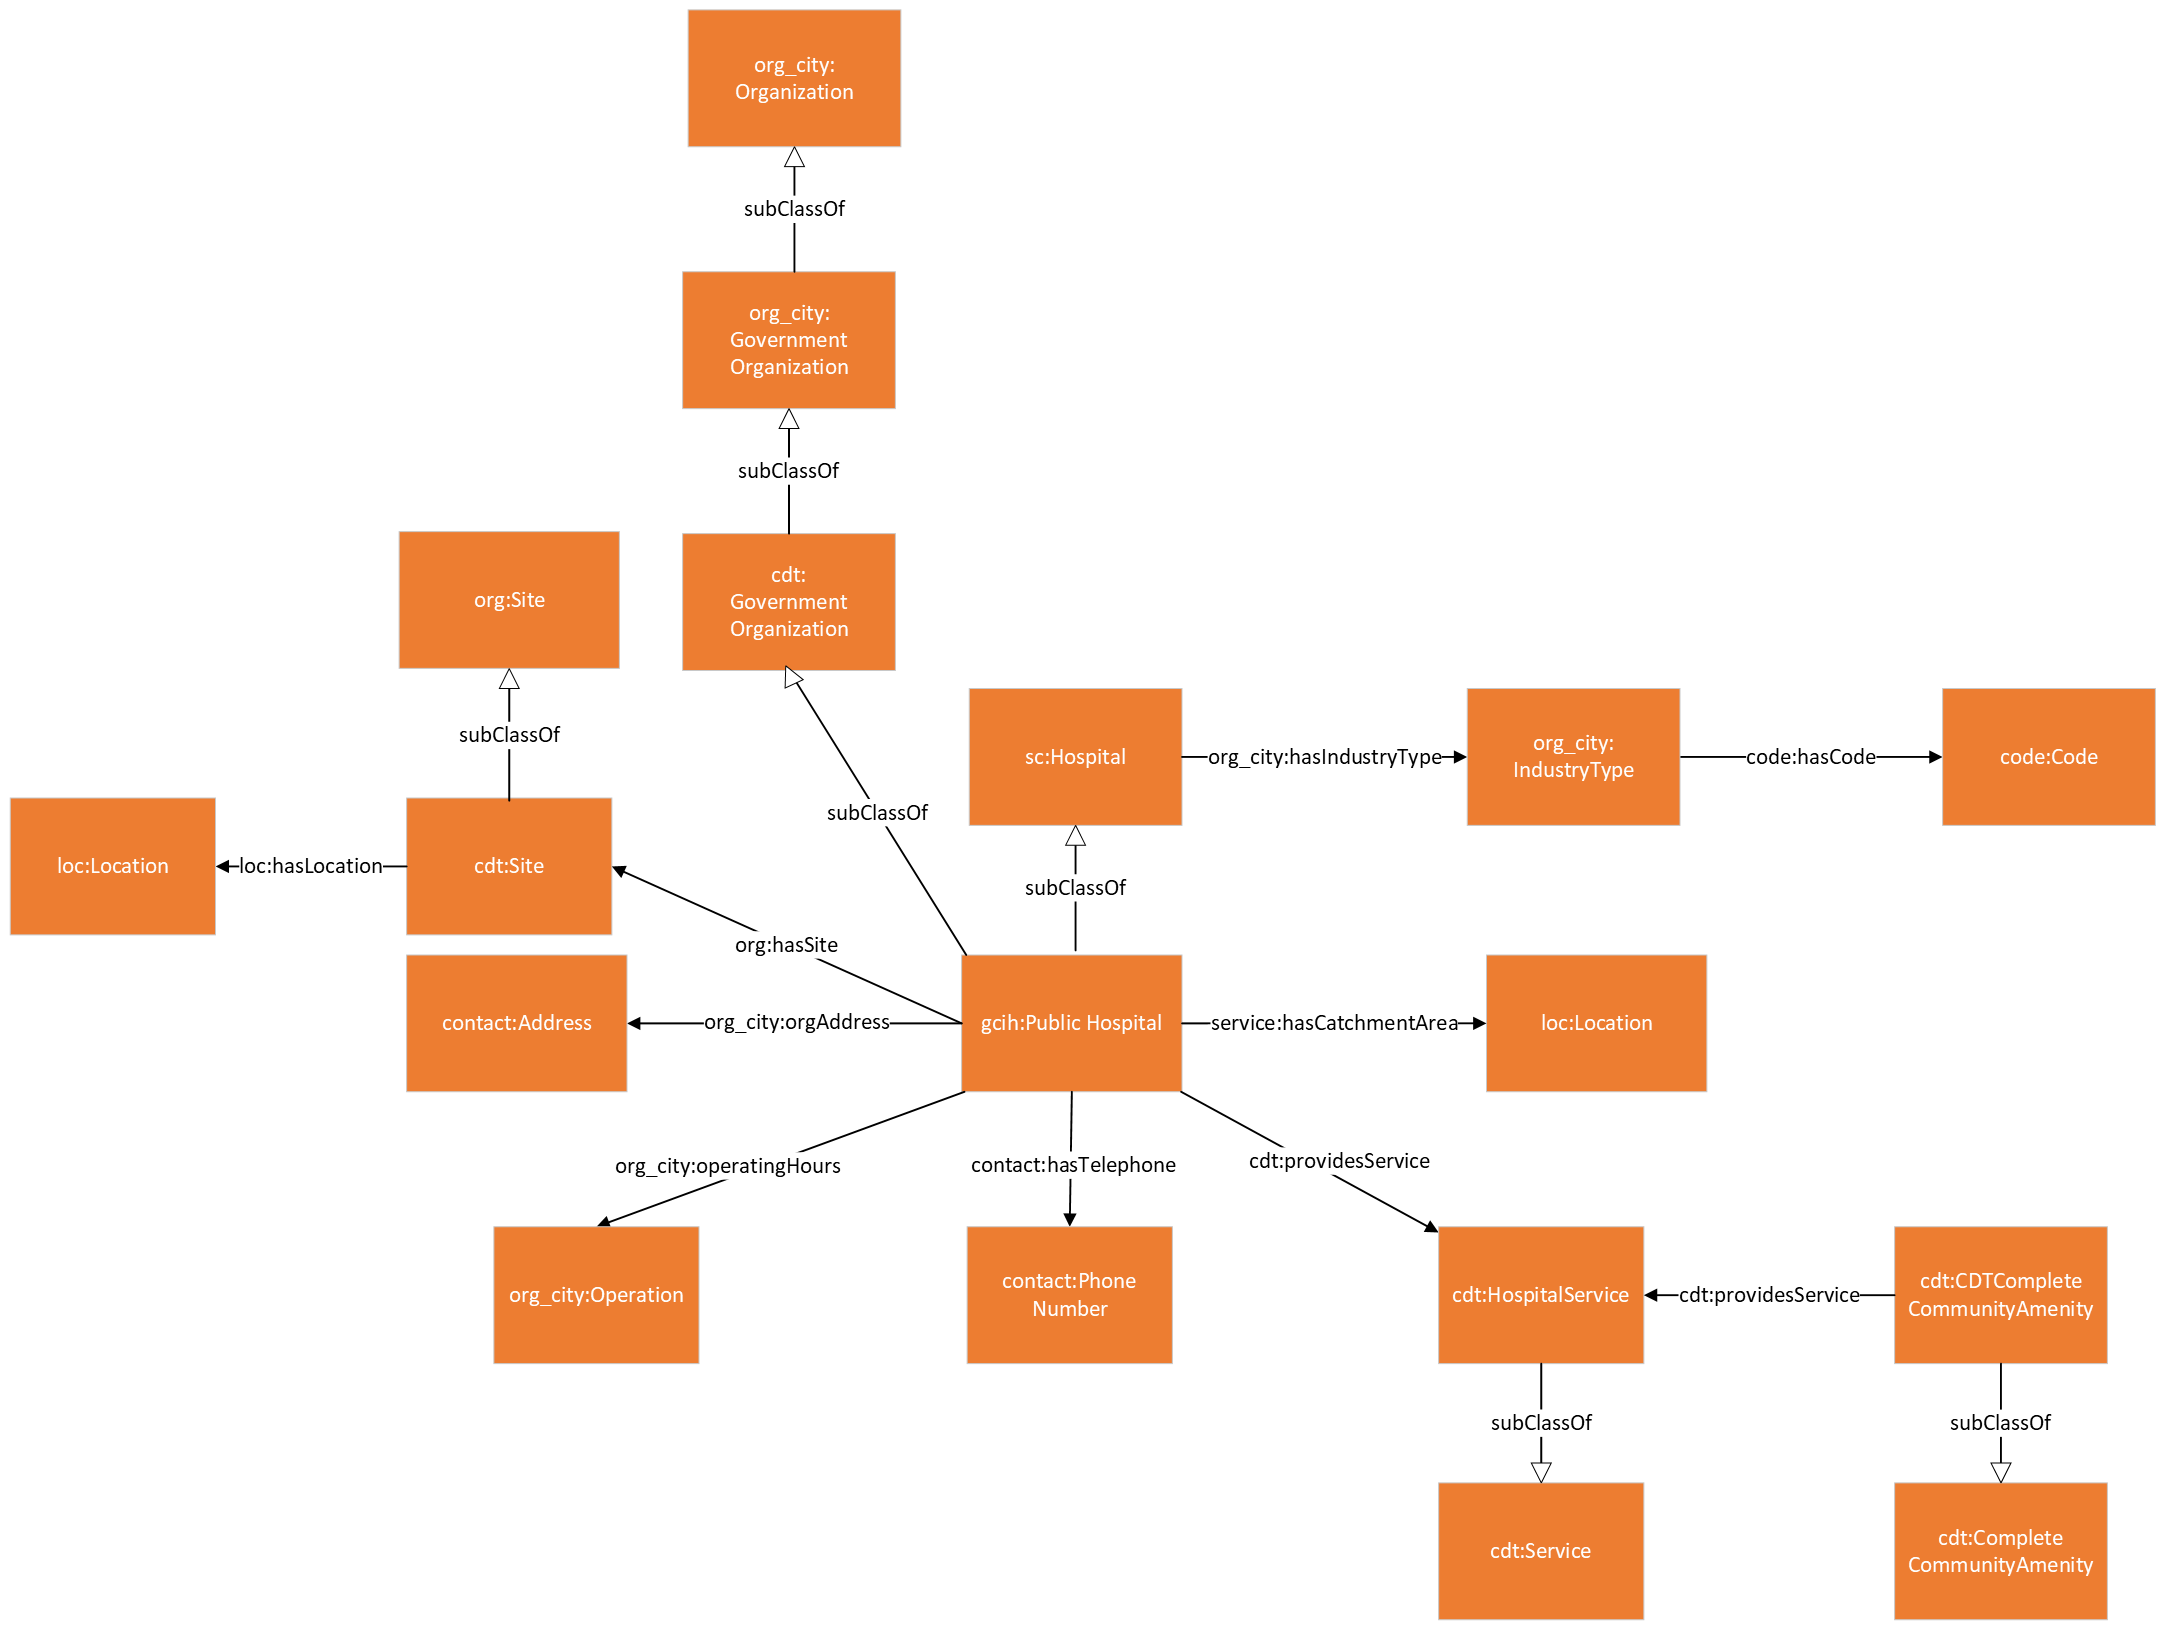 org_city:
Organization
subClassOf
org_city:
Government
Organization
subClassOf
cdt:
Government
Organization
org:Site
subClassOf
sc:Hospital
org_city:hasIndustryType
org_city:
IndustryType
code:hasCode
code:Code
subClassOf
loc:Location
loc:hasLocation
cdt:Site
subClassOf
org:hasSite
contact:Address
org_city:orgAddress
gcih:Public Hospital
service:hasCatchmentArea
loc:Location
org_city:operatingHours
contact:hasTelephone
cdt:providesService
org_city:Operation
contact:Phone
Number
cdt:HospitalService
cdt:providesService
cdt:CDTComplete
CommunityAmenity
subClassOf
subClassOf
cdt:Service
cdt:Complete
CommunityAmenity